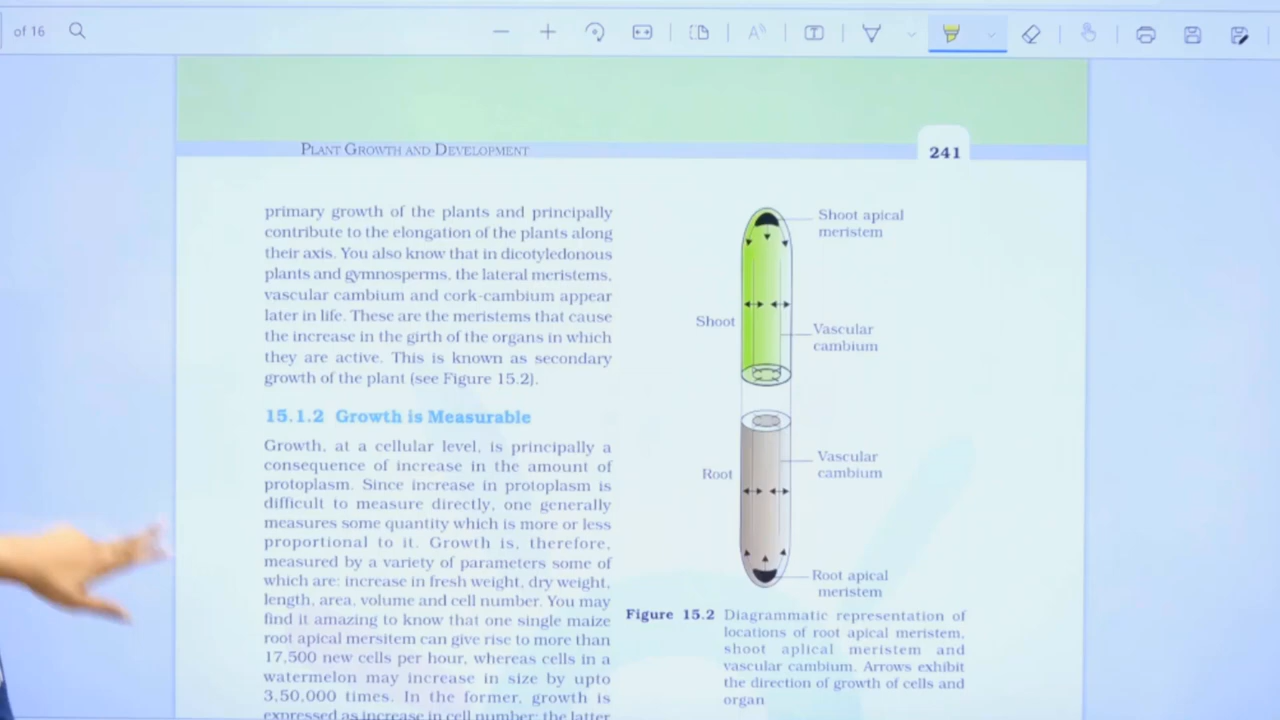 of 16
PLANT GROWTH AND DEVELOPMENT
241
primary growth of the plants and principally
contribute to the elongation of the plants along
their axis. You also know that in dicotyledonous
plants and gymnosperms, the lateral meristems,
vascular cambium and cork-cambium appear
later in life. These are the meristems that cause
the increase in the girth of the organs in which
they are active. This is known as secondary
growth of the plant (see Figure 15.2).
15.1.2 Growth is Measurable
Growth, at a cellular level, is principally a
consequence of increase in the amount of
protoplasm. Since increase in protoplasm is
difficult to measure directly, one generally
measures some quantity which is more or less
proportional to it. Growth is, therefore,
measured by a variety of parameters some of
which are: increase in fresh weight, dry weight,
length, area, volume and cell number. You may
find it amazing to know that one single maize
root apical mersitem can give rise to more than
17,500 new cells per hour, whereas cells in a
watermelon may increase in size by upto
3,50,000 times. In the former, growth is
expressed as increase in cell number; the latter
Shoot apical
meristem
Shoot
Vascular
cambium
Root
Vascular
cambium
Root apical
meristem
Figure 15.2 Diagrammatic representation of
locations of root apical meristem,
shoot aplical meristem and
vascular cambium. Arrows exhibit
the direction of growth of cells and
organ